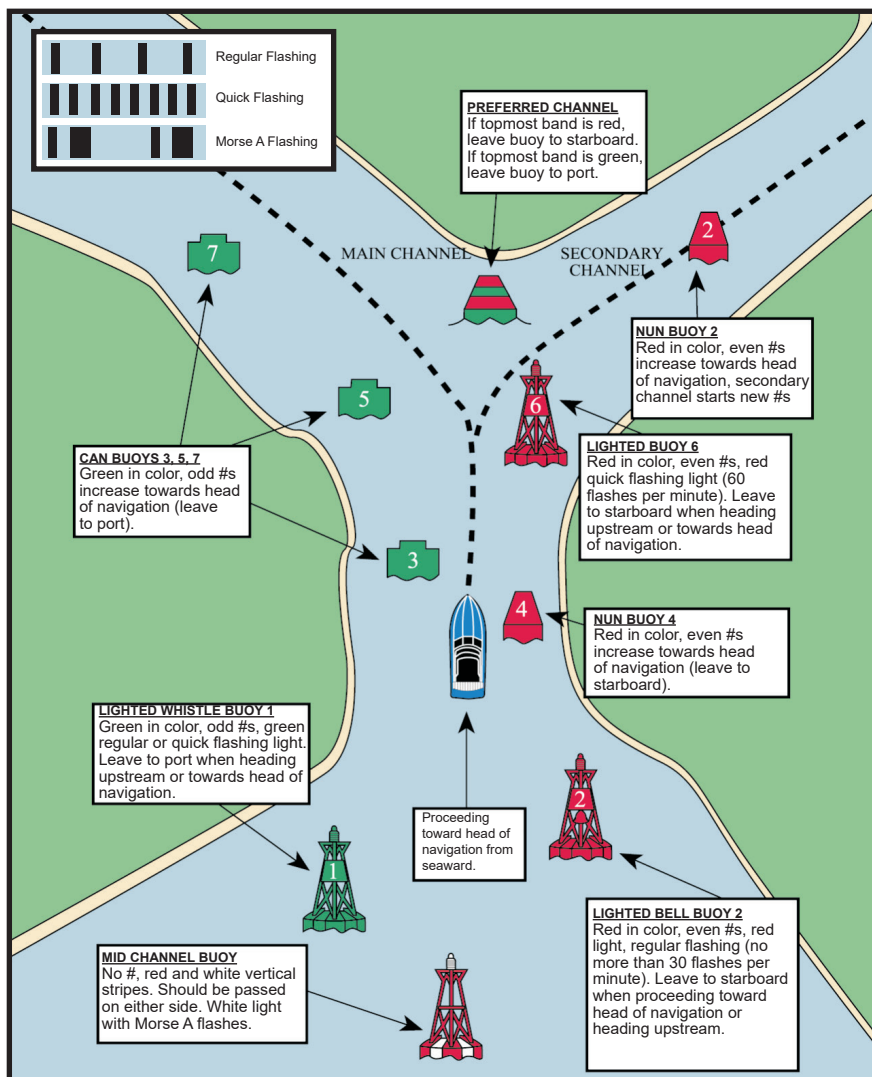 Regular Flashing
Quick Flashing
Morse A Flashing
PREFERRED CHANNEL
If topmost band is red,
leave buoy to starboard.
If topmost band is green,
leave buoy to port.
7
MAIN CHANNEL
SECONDARY
CHANNEL
2
NUN BUOY 2
Red in color, even #s
increase towards head
of navigation, secondary
channel starts new #s
5
6
CAN BUOYS 3, 5, 7
Green in color, odd #s
increase towards head
of navigation (leave
to port).
LIGHTED BUOY 6
Red in color, even #s, red
quick flashing light (60
flashes per minute). Leave
to starboard when heading
upstream or towards head
of navigation.
3
4
NUN BUOY 4
Red in color, even #s
increase towards head
of navigation (leave to
starboard).
LIGHTED WHISTLE BUOY 1
Green in color, odd #s, green
regular or quick flashing light.
Leave to port when heading
upstream or towards head of
navigation.
2
Proceeding
toward head of
navigation from
seaward.
1
LIGHTED BELL BUOY 2
Red in color, even #s, red
light, regular flashing (no
more than 30 flashes per
minute). Leave to starboard
when proceeding toward
head of navigation or
heading upstream.
MID CHANNEL BUOY
No #, red and white vertical
stripes. Should be passed
on either side. White light
with Morse A flashes.